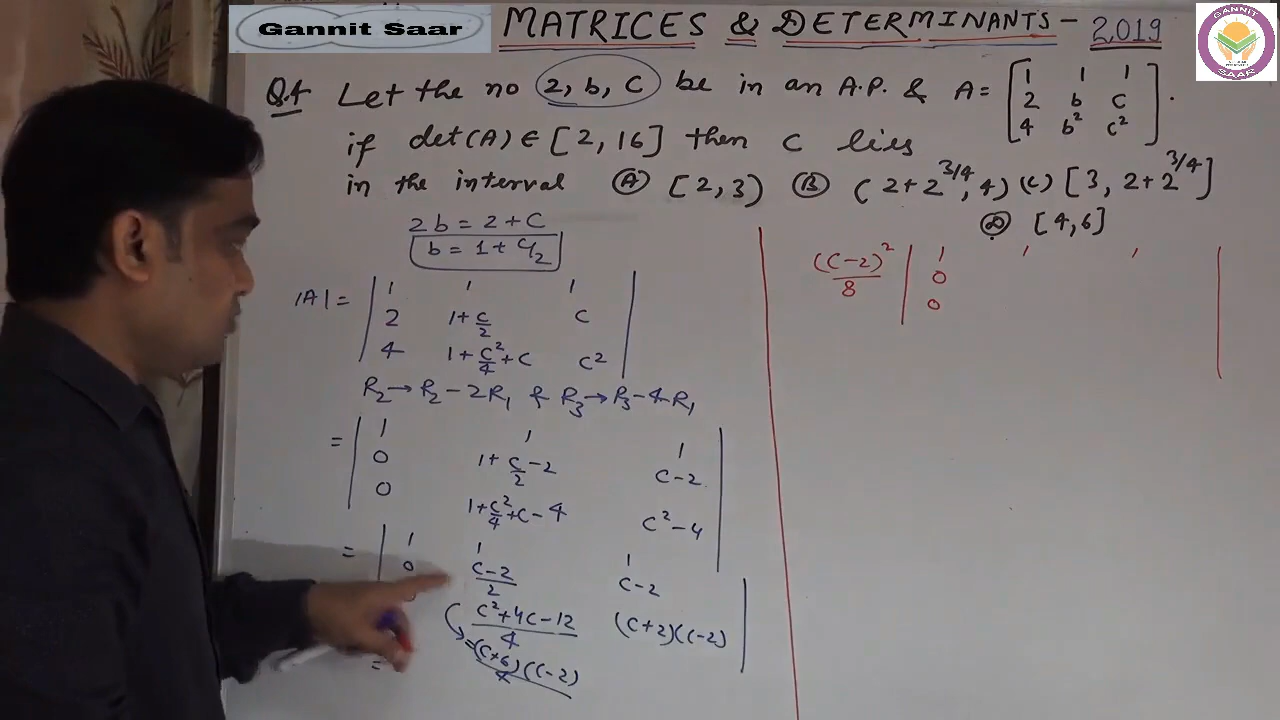 Gannit Saar
MATRICES & DETERMINANTS - 2019
GANNIT SAAR
Q.4 Let the no 2, b, C be in an A.P. & A = [1 1 1
2 b c
4 b² c²].
if det(A) ∈ [2, 16] then C lies
in the interval (A) [2, 3) (B) (2+2^3/4, 4) (C) [3, 2+2^3/4]
(D) [4, 6]
2b = 2 + C
b = 1 + C/2
|A| = | 1 1 1
2 1+c/2 c
4 1+c²/4+c c² |
R₂→R₂-2R₁ & R₃→R₃-4R₁
= | 1 1 1
0 1+c/2-2 c-2
0 1+c²/4+c-4 c²-4 |
= | 1 1 1
0 c-2/2 c-2
c²+4c-12/4 (c+2)(c-2) |
= (c+6)(c-2)/4
=
(c-2)²/8 | 1 1 1
0
0 |